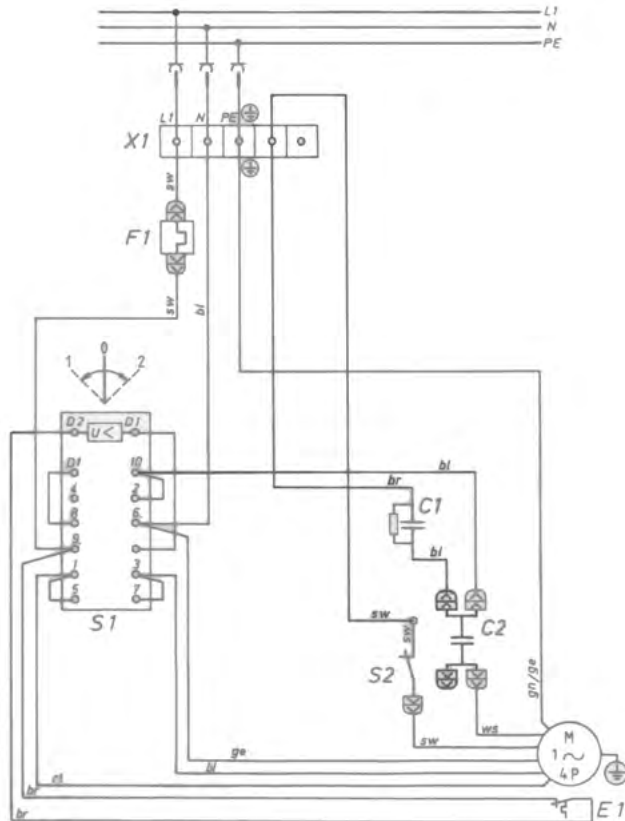 L1
N
PE
L1 N PE
X1
sw
F1
sw
bl
0
1 2
D2 U< D1
D1 10
bl
4 2
br
C1
8 6
9
bl
1 3
5 7
S1
sw
C2
sw
S2
gn/ge
ws
M
ge
sw
1~
bl
4P
br
E1
br